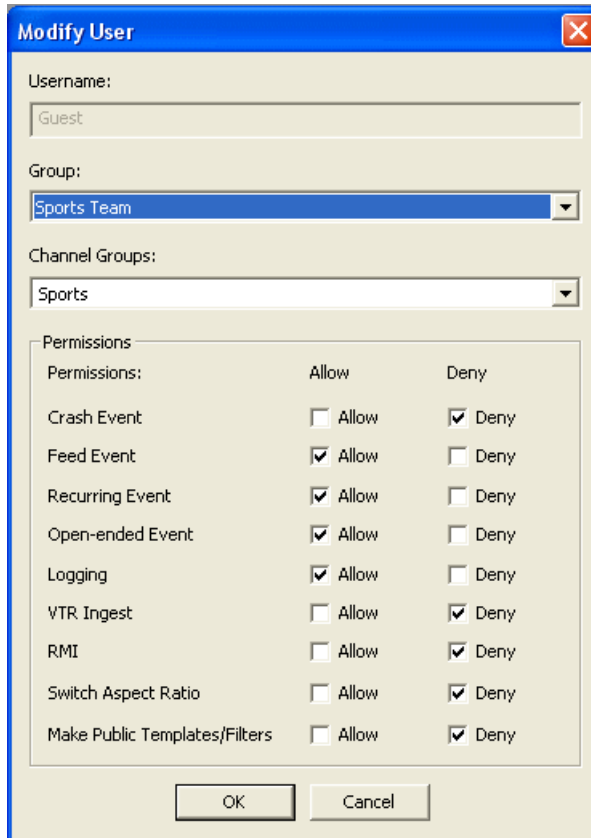 Modify User
Username:
Guest
Group:
Sports Team
Channel Groups:
Sports
Permissions
Permissions: Allow Deny
Crash Event Allow Deny
Feed Event Allow Deny
Recurring Event Allow Deny
Open-ended Event Allow Deny
Logging Allow Deny
VTR Ingest Allow Deny
RMI Allow Deny
Switch Aspect Ratio Allow Deny
Make Public Templates/Filters Allow Deny
OK Cancel